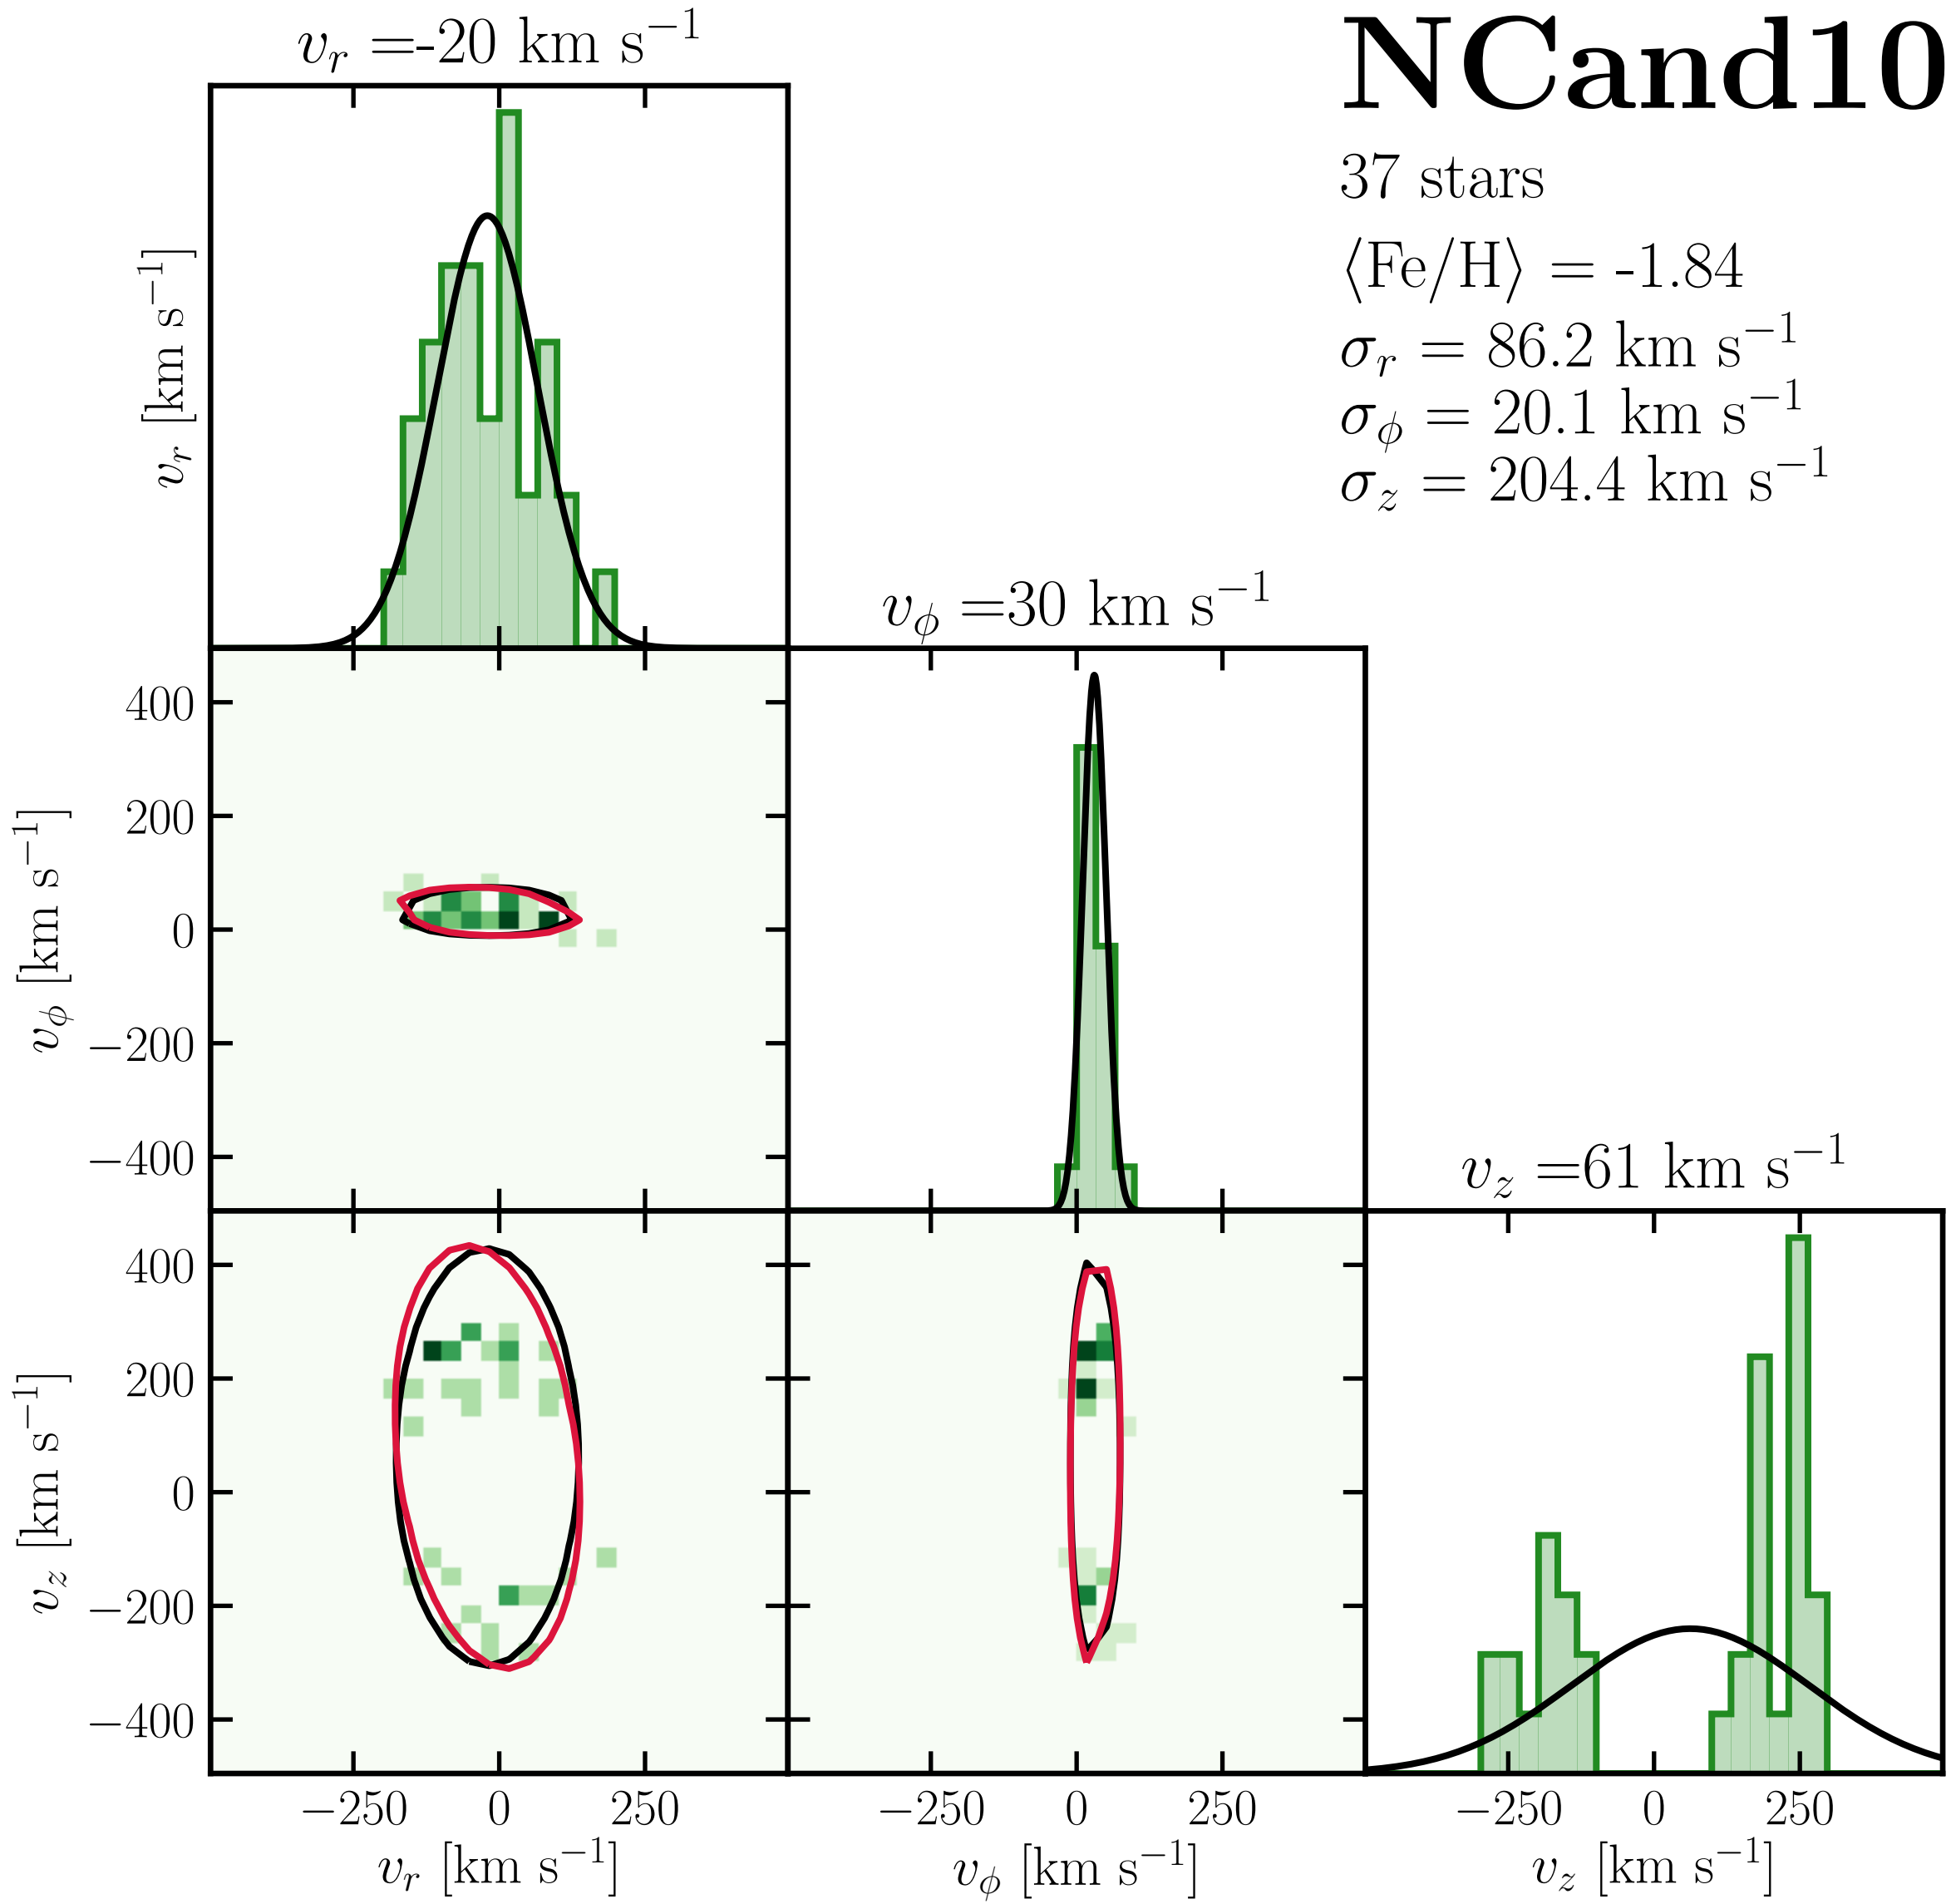 NCand10
37 stars
⟨Fe/H⟩ = -1.84
σ_r = 86.2 km s⁻¹
σ_ϕ = 20.1 km s⁻¹
σ_z = 204.4 km s⁻¹
v_r =-20 km s⁻¹
v_r [km s⁻¹]
v_ϕ =30 km s⁻¹
400
200
0
−200
−400
v_ϕ [km s⁻¹]
v_z =61 km s⁻¹
400
200
0
−200
−400
v_z [km s⁻¹]
−250 0 250
−250 0 250
−250 0 250
v_r [km s⁻¹]
v_ϕ [km s⁻¹]
v_z [km s⁻¹]